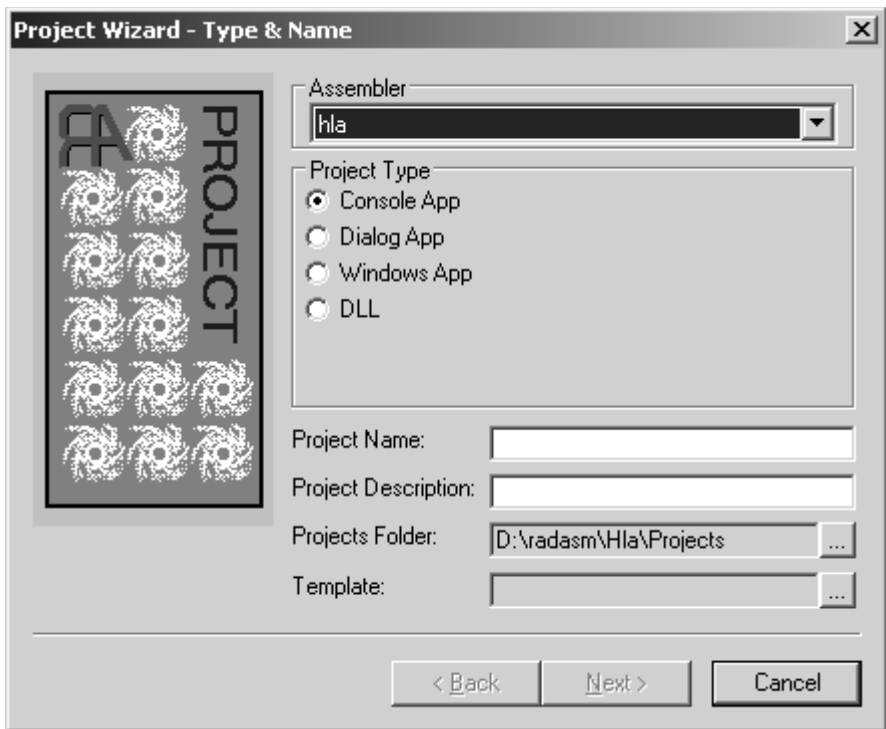 Project Wizard - Type & Name
RA
PROJECT
Assembler
hla
Project Type
Console App
Dialog App
Windows App
DLL
Project Name:
Project Description:
Projects Folder: D:\radasm\Hla\Projects ...
Template: ...
< Back Next > Cancel